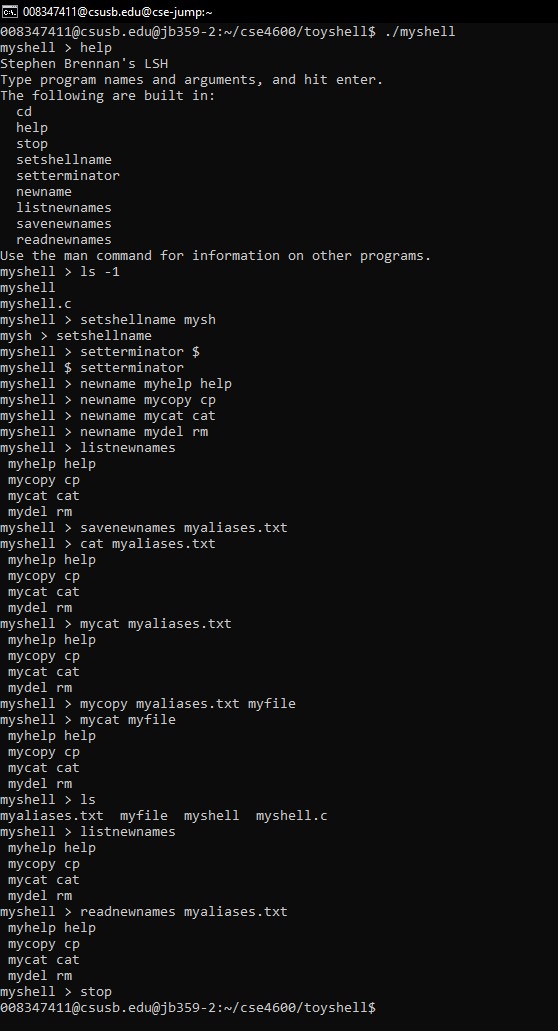 008347411@csusb.edu@cse-jump:~
008347411@csusb.edu@jb359-2:~/cse4600/toyshell$ ./myshell
myshell > help
Stephen Brennan's LSH
Type program names and arguments, and hit enter.
The following are built in:
  cd
  help
  stop
  setshellname
  setterminator
  newname
  listnewnames
  savenewnames
  readnewnames
Use the man command for information on other programs.
myshell > ls -1
myshell
myshell.c
myshell > setshellname mysh
mysh > setshellname
myshell > setterminator $
myshell $ setterminator
myshell > newname myhelp help
myshell > newname mycopy cp
myshell > newname mycat cat
myshell > newname mydel rm
myshell > listnewnames
 myhelp help
 mycopy cp
 mycat cat
 mydel rm
myshell > savenewnames myaliases.txt
myshell > cat myaliases.txt
 myhelp help
 mycopy cp
 mycat cat
 mydel rm
myshell > mycat myaliases.txt
 myhelp help
 mycopy cp
 mycat cat
 mydel rm
myshell > mycopy myaliases.txt myfile
myshell > mycat myfile
 myhelp help
 mycopy cp
 mycat cat
 mydel rm
myshell > ls
myaliases.txt  myfile  myshell  myshell.c
myshell > listnewnames
 myhelp help
 mycopy cp
 mycat cat
 mydel rm
myshell > readnewnames myaliases.txt
 myhelp help
 mycopy cp
 mycat cat
 mydel rm
myshell > stop
008347411@csusb.edu@jb359-2:~/cse4600/toyshell$